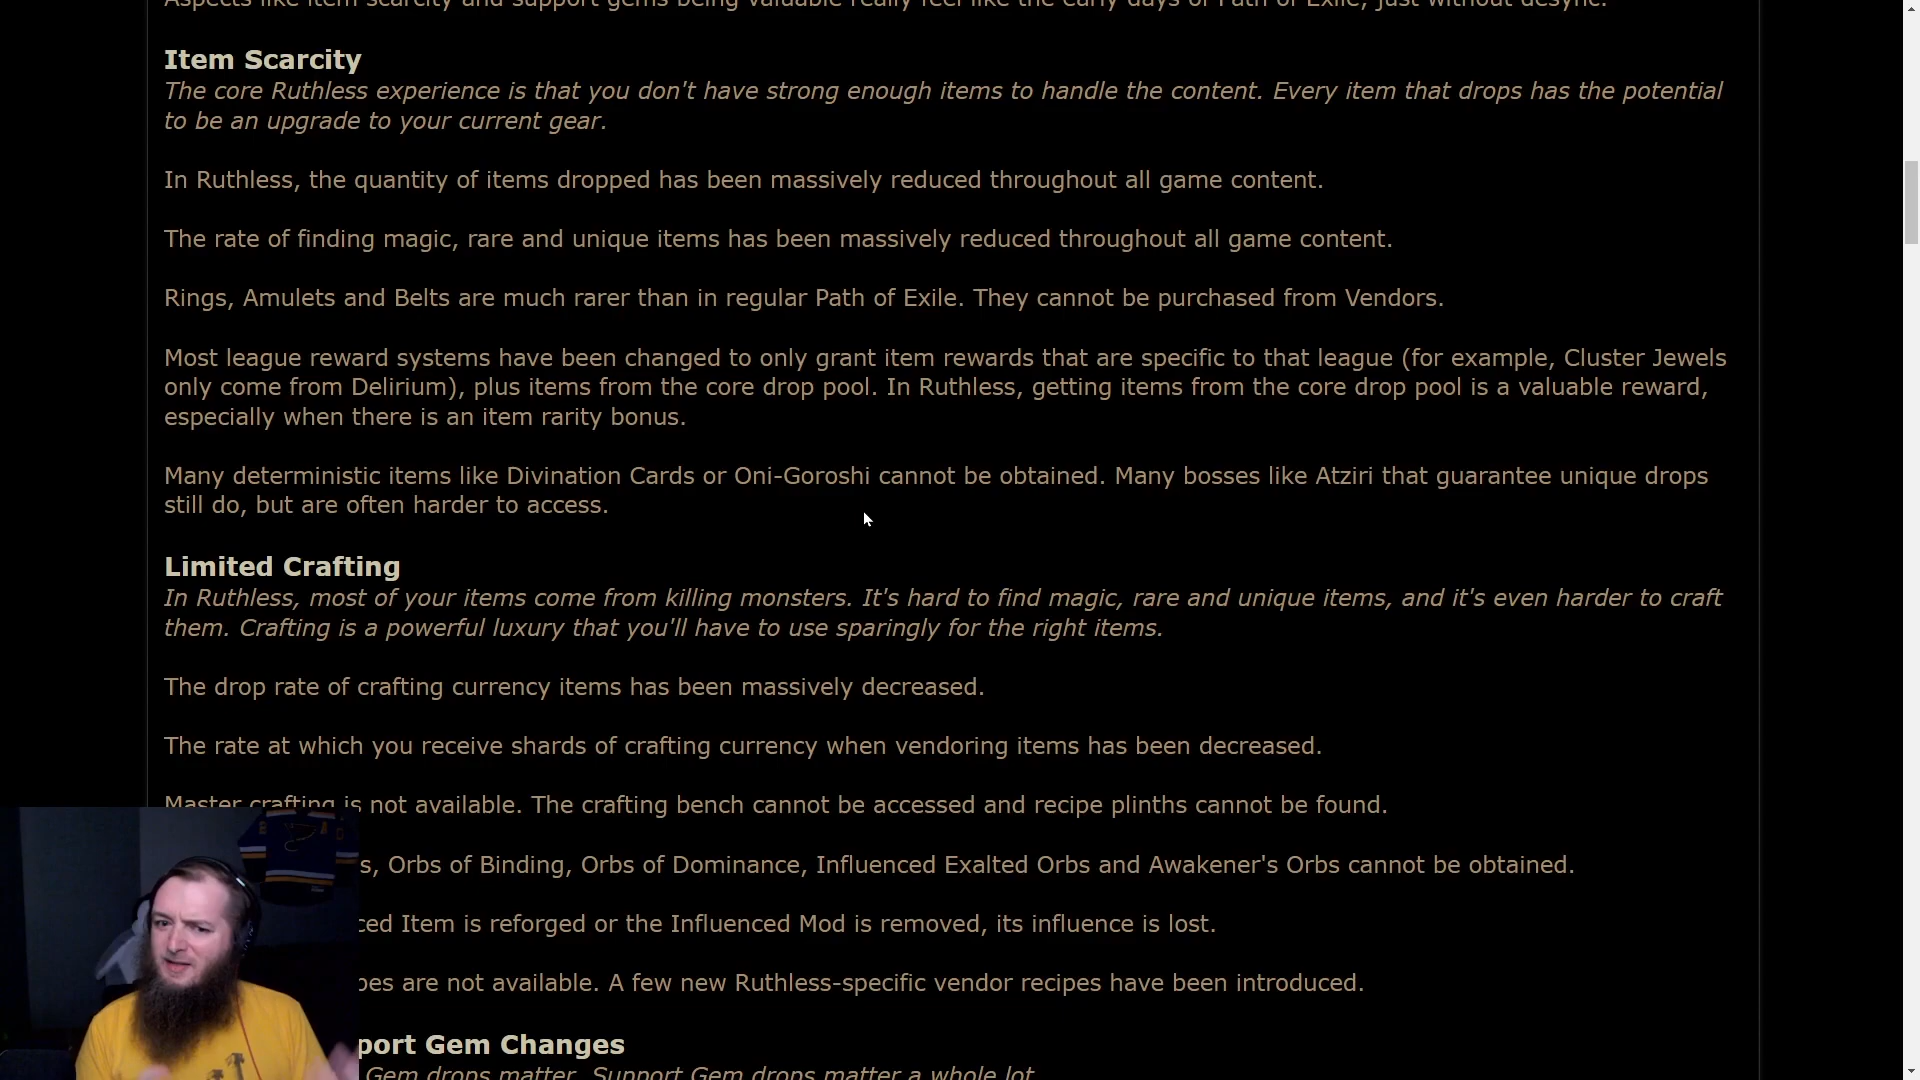 Aspects like item scarcity and support gems being valuable really feel like the early days of Path of Exile, just without desync.
Item Scarcity
The core Ruthless experience is that you don't have strong enough items to handle the content. Every item that drops has the potential
to be an upgrade to your current gear.
In Ruthless, the quantity of items dropped has been massively reduced throughout all game content.
The rate of finding magic, rare and unique items has been massively reduced throughout all game content.
Rings, Amulets and Belts are much rarer than in regular Path of Exile. They cannot be purchased from Vendors.
Most league reward systems have been changed to only grant item rewards that are specific to that league (for example, Cluster Jewels
only come from Delirium), plus items from the core drop pool. In Ruthless, getting items from the core drop pool is a valuable reward,
especially when there is an item rarity bonus.
Many deterministic items like Divination Cards or Oni-Goroshi cannot be obtained. Many bosses like Atziri that guarantee unique drops
still do, but are often harder to access.
Limited Crafting
In Ruthless, most of your items come from killing monsters. It's hard to find magic, rare and unique items, and it's even harder to craft
them. Crafting is a powerful luxury that you'll have to use sparingly for the right items.
The drop rate of crafting currency items has been massively decreased.
The rate at which you receive shards of crafting currency when vendoring items has been decreased.
Master crafting is not available. The crafting bench cannot be accessed and recipe plinths cannot be found.
s, Orbs of Binding, Orbs of Dominance, Influenced Exalted Orbs and Awakener's Orbs cannot be obtained.
ced Item is reforged or the Influenced Mod is removed, its influence is lost.
pes are not available. A few new Ruthless-specific vendor recipes have been introduced.
port Gem Changes
Gem drops matter. Support Gem drops matter a whole lot.